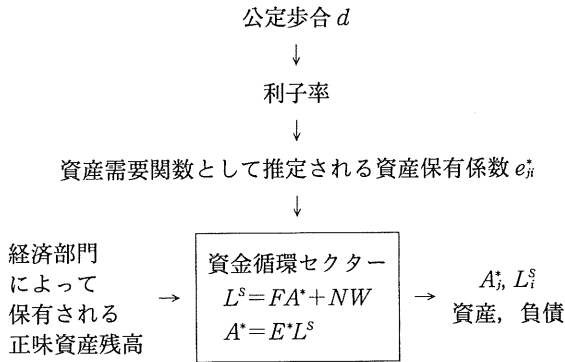 公定歩合 d
↓
利子率
↓
資産需要関数として推定される資産保有係数 e*ji
↓
経済部門
によって
保有される
正味資産残高
→
資金循環セクター
L^S=FA*+NW
A*=E*L^S
→
A*j, L^S i
資産，負債